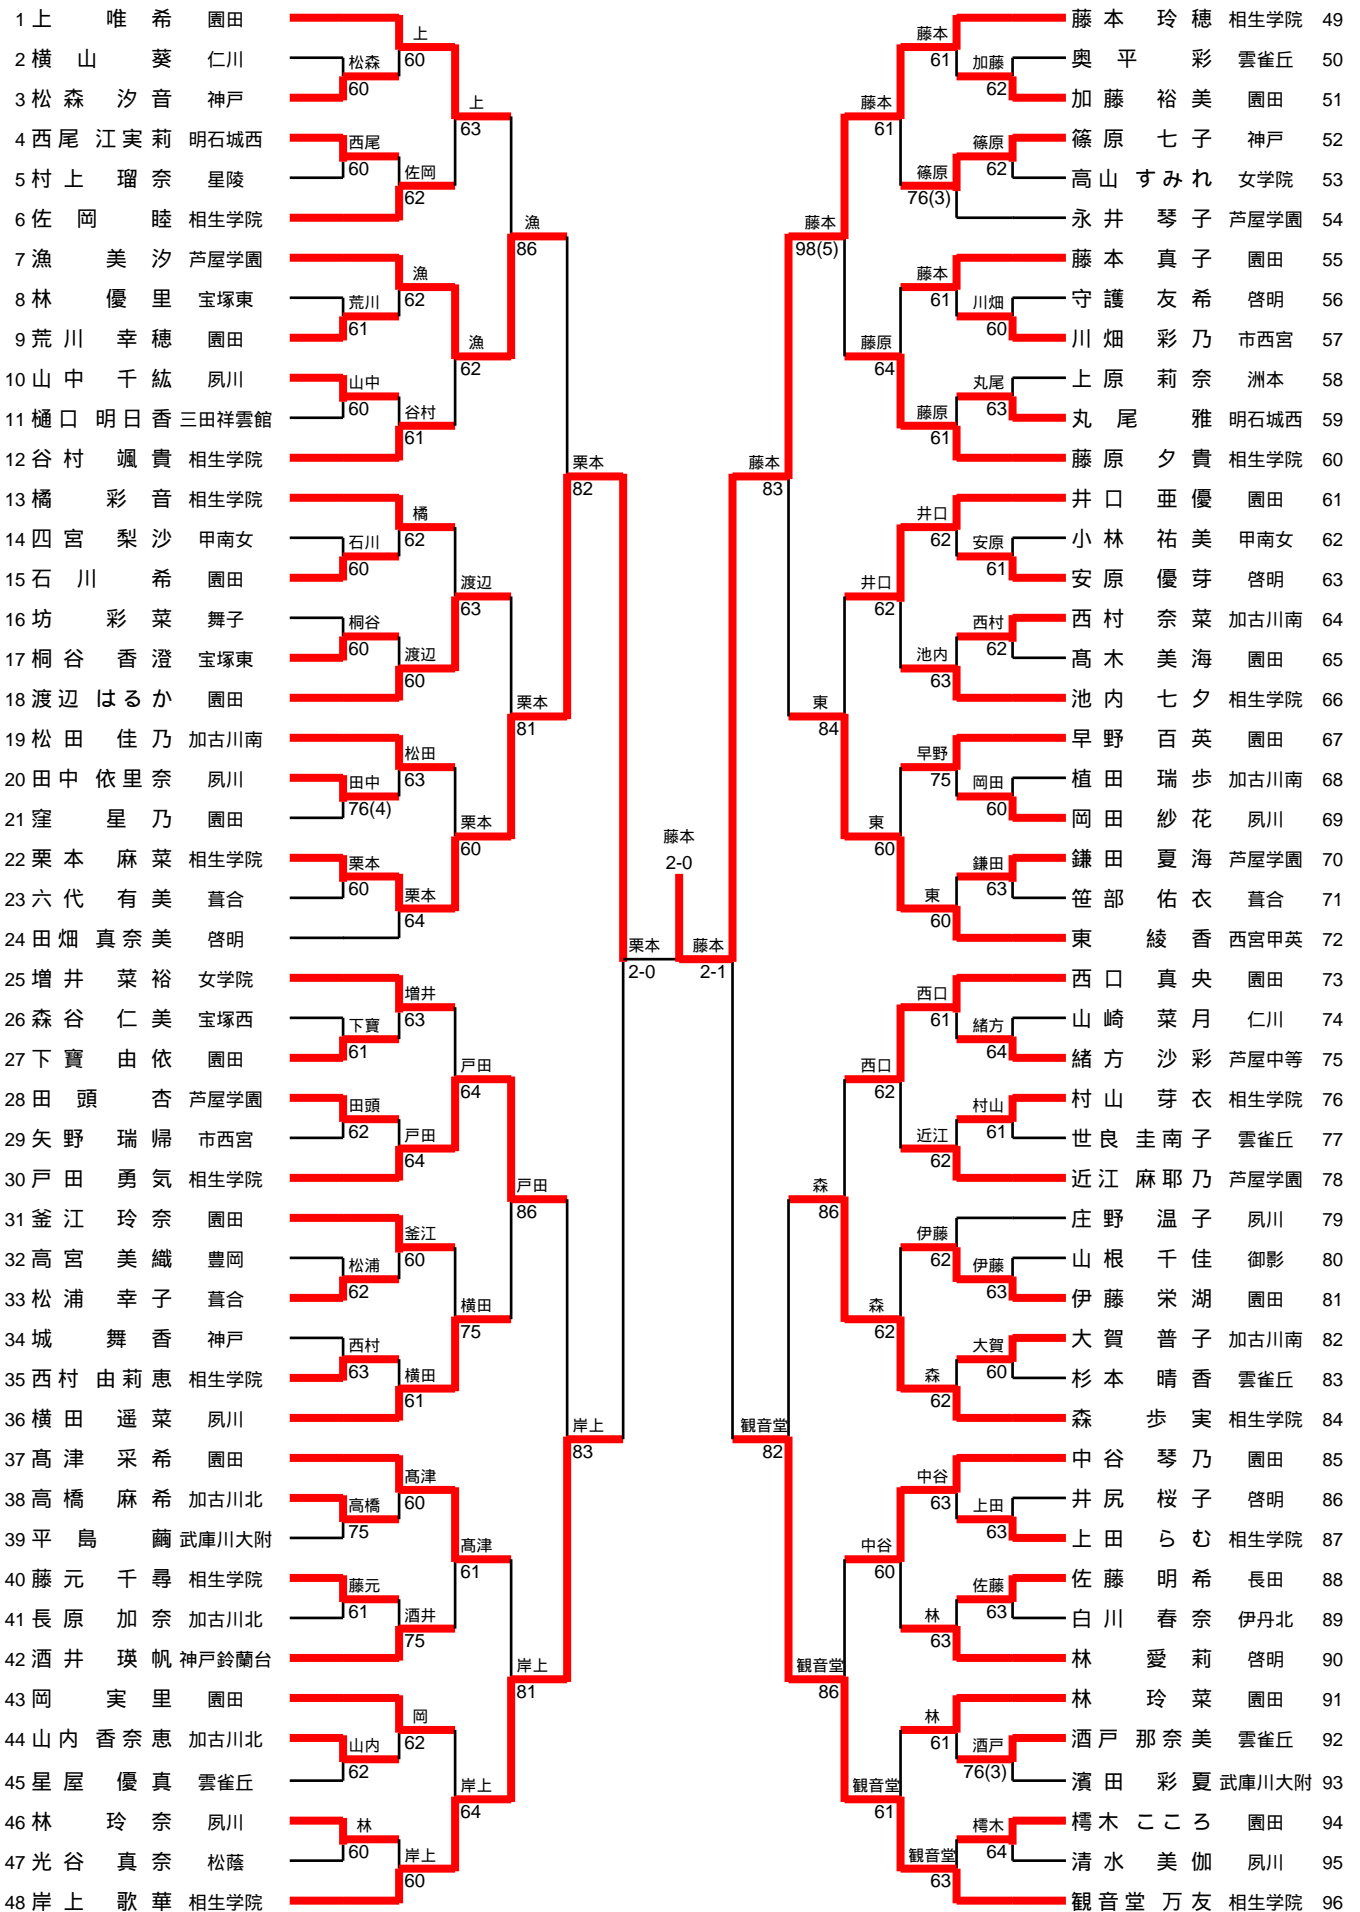 1 上 唯 希 園田
2 横 山 葵 仁川
3 松 森 汐 音 神戸
4 西 尾 江 実 莉 明石城西
5 村 上 瑠 奈 星陵
6 佐 岡 睦 相生学院
7 漁 美 汐 芦屋学園
8 林 優 里 宝塚東
9 荒 川 幸 穂 園田
10 山 中 千 紘 夙川
11 樋 口 明 日 香 三田祥雲館
12 谷 村 颯 貴 相生学院
13 橘 彩 音 相生学院
14 四 宮 梨 沙 甲南女
15 石 川 希 園田
16 坊 彩 菜 舞子
17 桐 谷 香 澄 宝塚東
18 渡 辺 は る か 園田
19 松 田 佳 乃 加古川南
20 田 中 依 里 奈 夙川
21 窪 星 乃 園田
22 栗 本 麻 菜 相生学院
23 六 代 有 美 葺合
24 田 畑 真 奈 美 啓明
25 増 井 菜 裕 女学院
26 森 谷 仁 美 宝塚西
27 下 寶 由 依 園田
28 田 頭 杏 芦屋学園
29 矢 野 瑞 帰 市西宮
30 戸 田 勇 気 相生学院
31 釜 江 玲 奈 園田
32 高 宮 美 織 豊岡
33 松 浦 幸 子 葺合
34 城 舞 香 神戸
35 西 村 由 莉 恵 相生学院
36 横 田 遥 菜 夙川
37 髙 津 采 希 園田
38 高 橋 麻 希 加古川北
39 平 島 繭 武庫川大附
40 藤 元 千 尋 相生学院
41 長 原 加 奈 加古川北
42 酒 井 瑛 帆 神戸鈴蘭台
43 岡 実 里 園田
44 山 内 香 奈 恵 加古川北
45 星 屋 優 真 雲雀丘
46 林 玲 奈 夙川
47 光 谷 真 奈 松蔭
48 岸 上 歌 華 相生学院
松森
60
西尾
60
荒川
61
山中
60
石川
60
桐谷
60
田中
76(4)
栗本
60
下寶
61
田頭
62
松浦
62
西村
63
高橋
75
藤元
61
山内
62
林
60
上
60
佐岡
62
漁
62
谷村
61
橘
62
渡辺
60
松田
63
栗本
64
増井
63
戸田
64
釜江
60
横田
61
髙津
60
酒井
75
岡
62
岸上
60
上
63
漁
62
渡辺
63
栗本
60
戸田
64
横田
75
髙津
61
岸上
64
漁
86
栗本
81
戸田
86
岸上
81
栗本
82
岸上
83
栗本
2-0
藤本
2-0
藤本
2-1
藤本
83
観音堂
82
藤本
98(5)
東
84
森
86
観音堂
86
藤本
61
藤原
64
井口
62
東
60
西口
62
森
62
中谷
60
観音堂
61
藤本
61
篠原
76(3)
藤本
61
藤原
61
井口
62
池内
63
早野
75
東
60
西口
61
近江
62
伊藤
62
森
62
中谷
63
林
63
林
61
観音堂
63
加藤
62
篠原
62
川畑
60
丸尾
63
安原
61
西村
62
岡田
60
鎌田
63
緒方
64
村山
61
伊藤
63
大賀
60
上田
63
佐藤
63
酒戸
76(3)
樗木
64
藤 本 玲 穂 相生学院 49
奥 平 彩 雲雀丘 50
加 藤 裕 美 園田 51
篠 原 七 子 神戸 52
高 山 す み れ 女学院 53
永 井 琴 子 芦屋学園 54
藤 本 真 子 園田 55
守 護 友 希 啓明 56
川 畑 彩 乃 市西宮 57
上 原 莉 奈 洲本 58
丸 尾 雅 明石城西 59
藤 原 夕 貴 相生学院 60
井 口 亜 優 園田 61
小 林 祐 美 甲南女 62
安 原 優 芽 啓明 63
西 村 奈 菜 加古川南 64
髙 木 美 海 園田 65
池 内 七 夕 相生学院 66
早 野 百 英 園田 67
植 田 瑞 歩 加古川南 68
岡 田 紗 花 夙川 69
鎌 田 夏 海 芦屋学園 70
笹 部 佑 衣 葺合 71
東 綾 香 西宮甲英 72
西 口 真 央 園田 73
山 崎 菜 月 仁川 74
緒 方 沙 彩 芦屋中等 75
村 山 芽 衣 相生学院 76
世 良 圭 南 子 雲雀丘 77
近 江 麻 耶 乃 芦屋学園 78
庄 野 温 子 夙川 79
山 根 千 佳 御影 80
伊 藤 栄 湖 園田 81
大 賀 普 子 加古川南 82
杉 本 晴 香 雲雀丘 83
森 歩 実 相生学院 84
中 谷 琴 乃 園田 85
井 尻 桜 子 啓明 86
上 田 ら む 相生学院 87
佐 藤 明 希 長田 88
白 川 春 奈 伊丹北 89
林 愛 莉 啓明 90
林 玲 菜 園田 91
酒 戸 那 奈 美 雲雀丘 92
濱 田 彩 夏 武庫川大附 93
樗 木 こ こ ろ 園田 94
清 水 美 伽 夙川 95
観 音 堂 万 友 相生学院 96